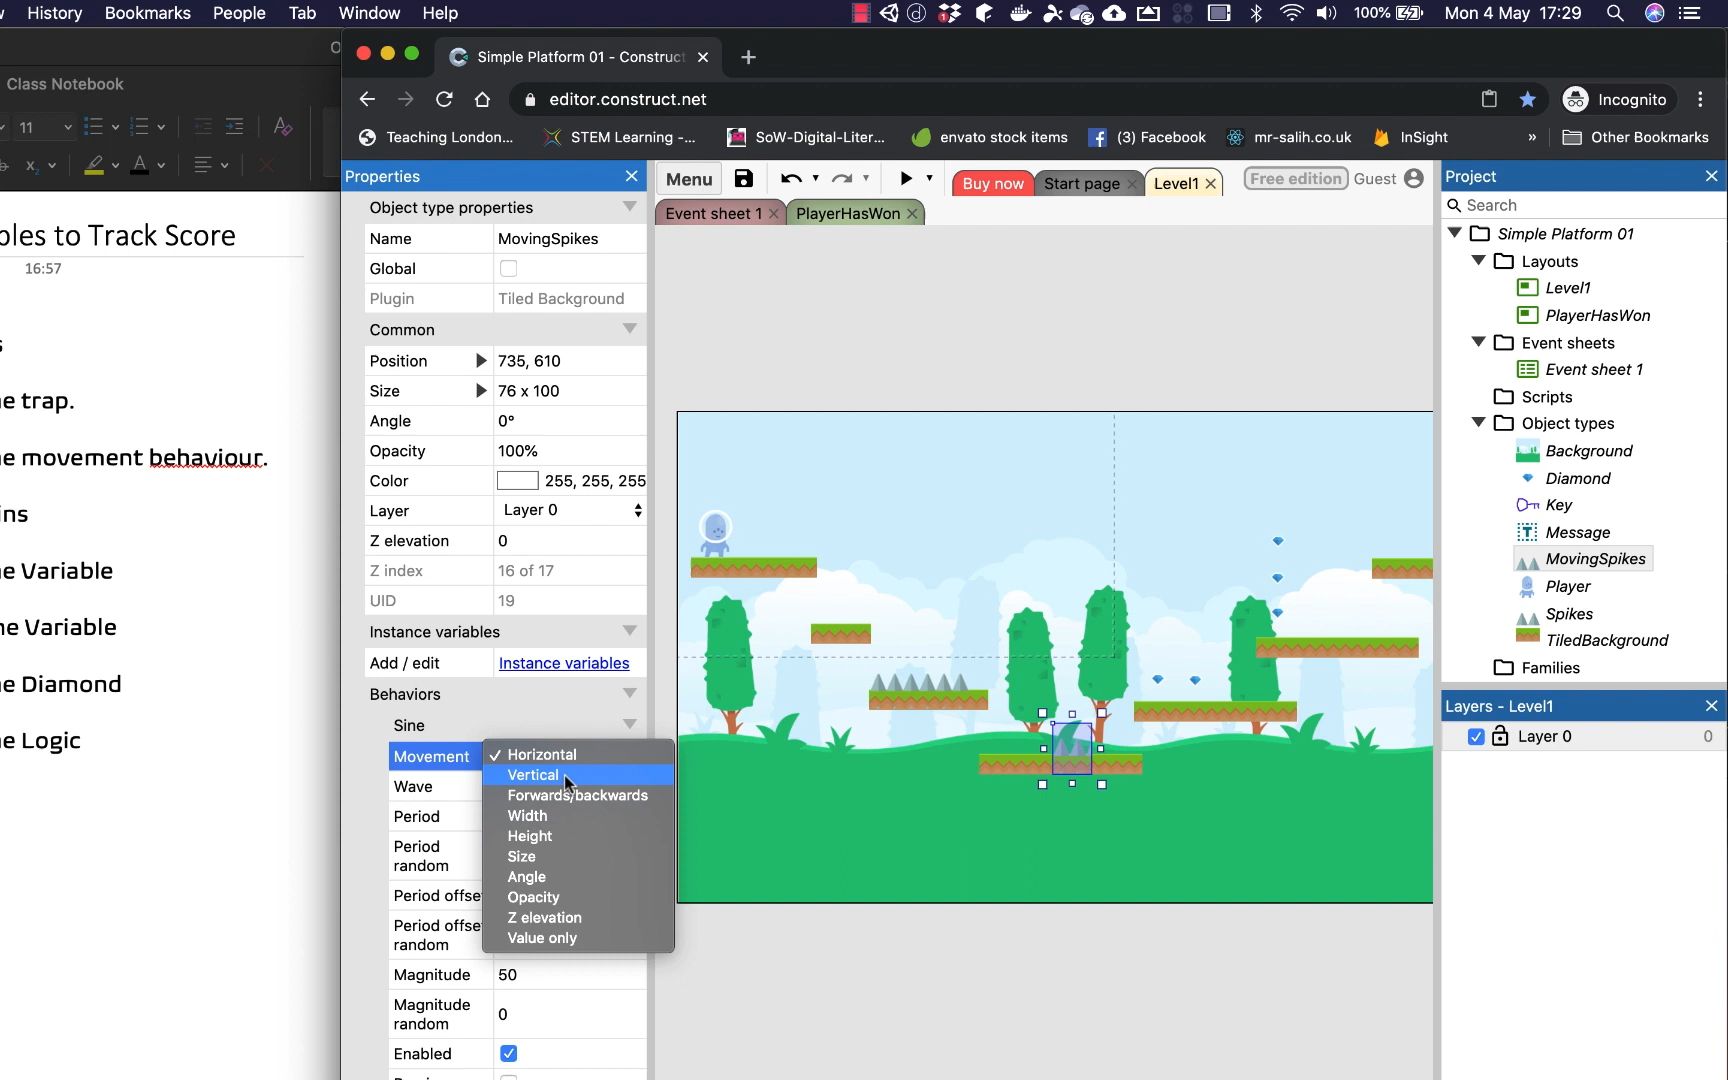 History Bookmarks People Tab Window Help
100% Mon 4 May 17:29
Class Notebook
11
bles to Track Score
16:57
e trap.
e movement behaviour.
ins
e Variable
ne Variable
e Diamond
e Logic
Simple Platform 01 - Construct
editor.construct.net
Incognito
Teaching London...
STEM Learning -...
SoW-Digital-Liter...
envato stock items
(3) Facebook
mr-salih.co.uk
InSight
»
Other Bookmarks
Properties
Object type properties
Name MovingSpikes
Global
Plugin Tiled Background
Common
Position 735, 610
Size 76 x 100
Angle 0°
Opacity 100%
Color 255, 255, 255
Layer Layer 0
Z elevation 0
Z index 16 of 17
UID 19
Instance variables
Add / edit Instance variables
Behaviors
Sine
Movement
Wave
Period
Period
random
Period offse
Period offse
random
Magnitude 50
Magnitude
random 0
Enabled
✓ Horizontal
Vertical
Forwards/backwards
Width
Height
Size
Angle
Opacity
Z elevation
Value only
Menu
Buy now
Start page
Level1
Free edition
Guest
Event sheet 1
PlayerHasWon
Project
Search
Simple Platform 01
Layouts
Level1
PlayerHasWon
Event sheets
Event sheet 1
Scripts
Object types
Background
Diamond
Key
Message
MovingSpikes
Player
Spikes
TiledBackground
Families
Layers - Level1
Layer 0 0